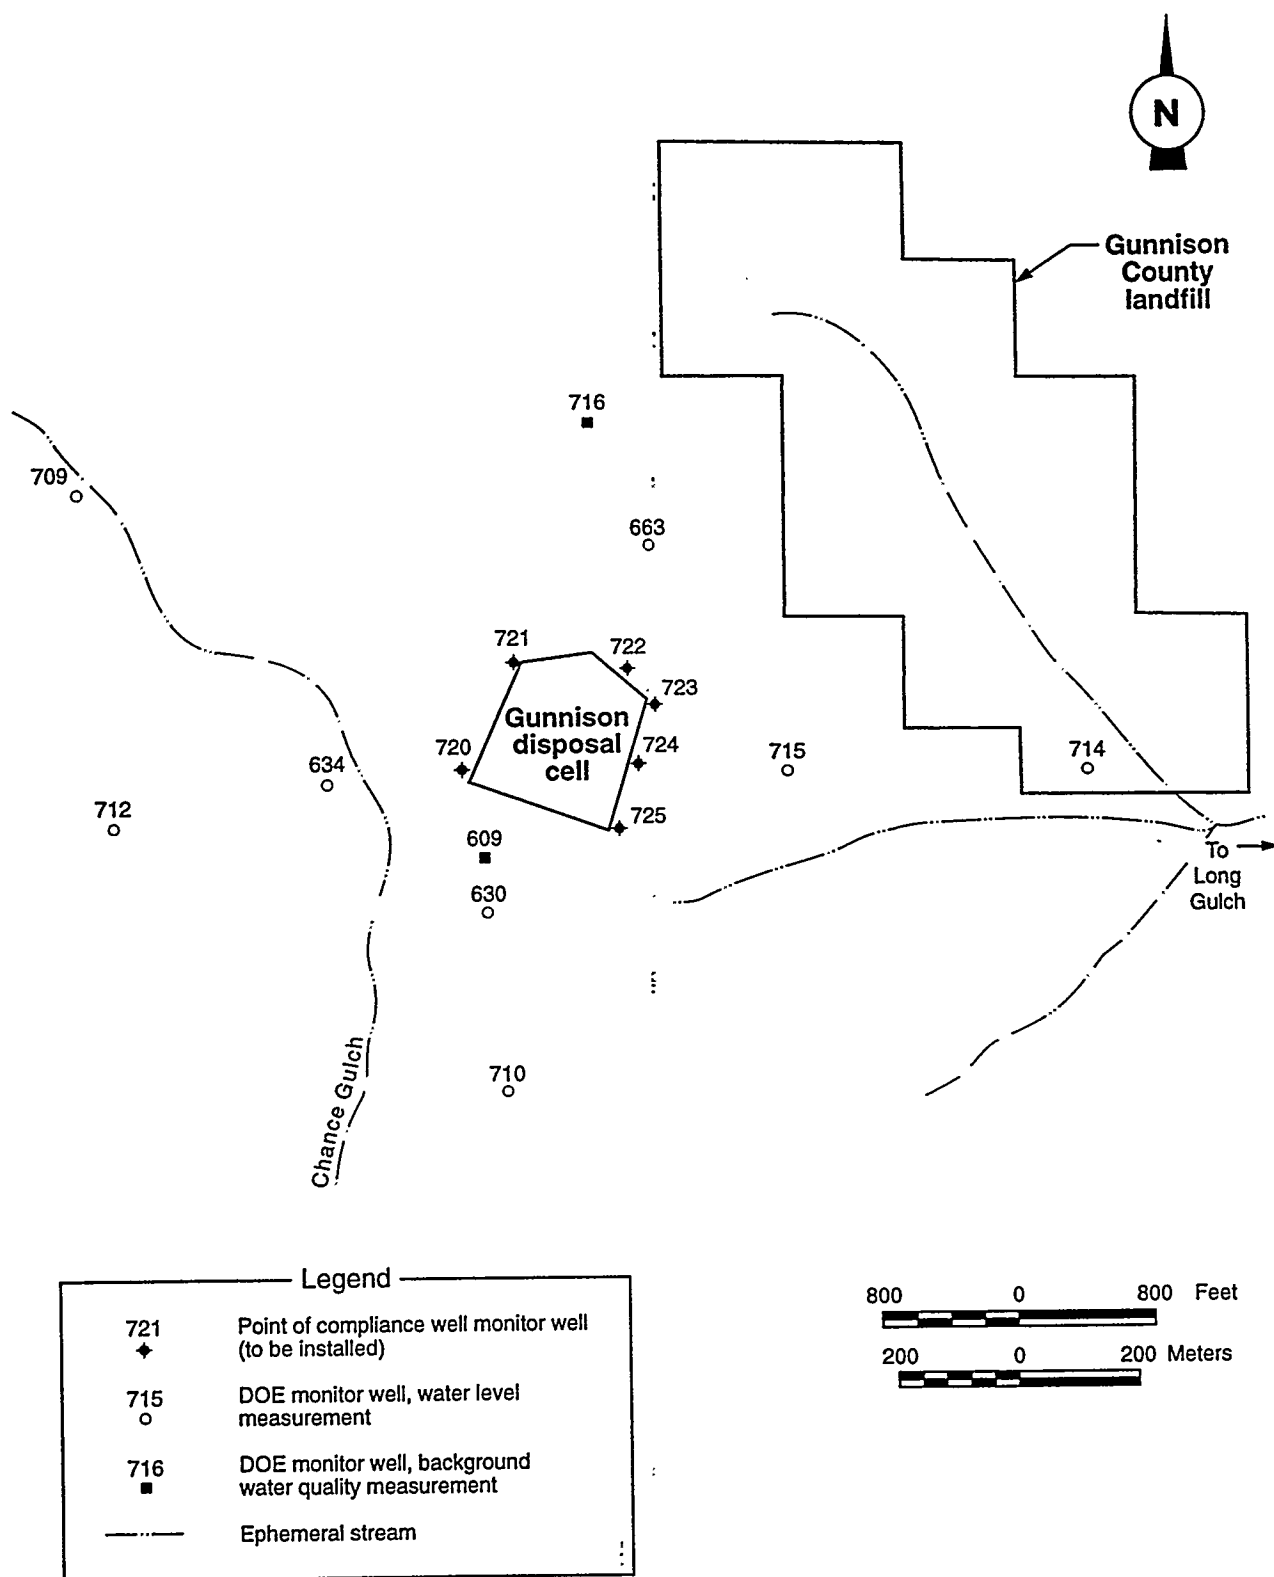 N
Gunnison
County
landfill
716
709
663
721
722
723
Gunnison
disposal
cell
720
724
715
714
634
712
725
609
630
To
Long
Gulch
710
Chance Gulch
Legend
721
Point of compliance well monitor well
(to be installed)
715
DOE monitor well, water level
measurement
716
DOE monitor well, background
water quality measurement
Ephemeral stream
800 0 800 Feet
200 0 200 Meters